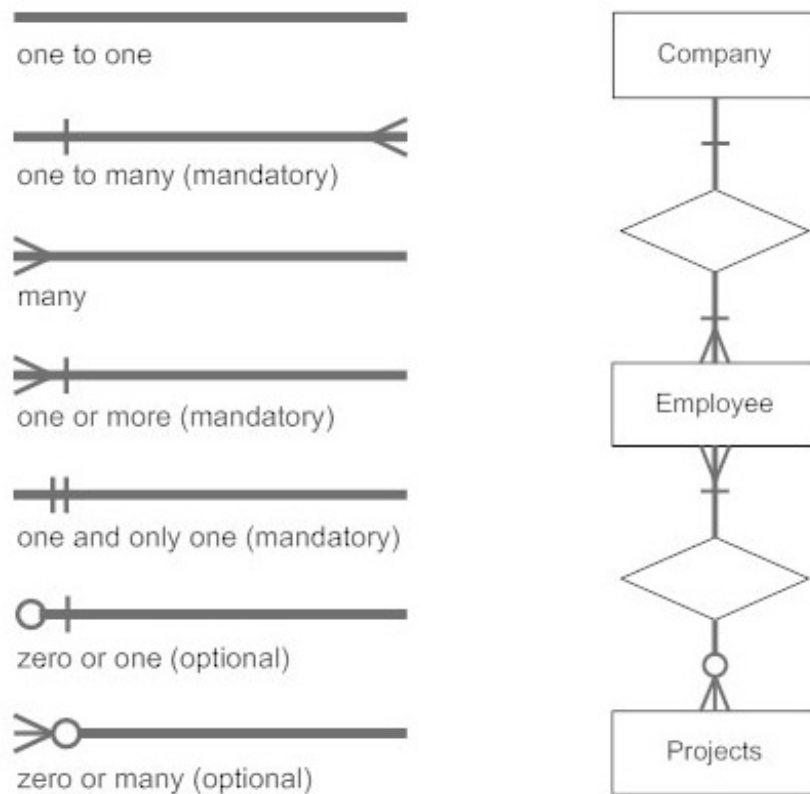 one to one
one to many (mandatory)
many
one or more (mandatory)
one and only one (mandatory)
zero or one (optional)
zero or many (optional)
Company
Employee
Projects